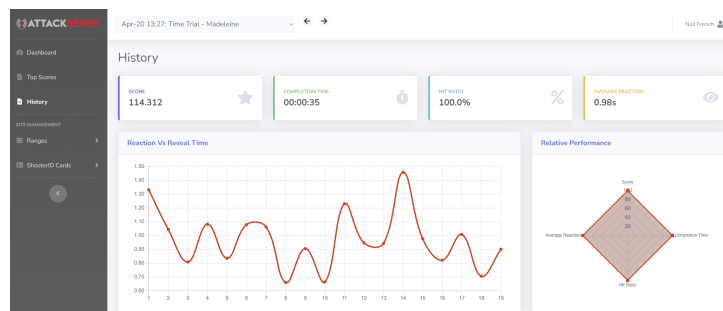 ATTACKSENSE
Apr-20 13:27: Time Trial - Madeleine
Neil French
Dashboard
Top Scores
History
SITE MANAGEMENT
Ranges
ShooterID Cards
History
SCORE
114.312
COMPLETION TIME
00:00:35
HIT RATIO
100.0%
AVERAGE REACTION
0.98s
Reaction Vs Reveal Time
1.50
1.40
1.30
1.20
1.10
1.00
0.90
0.80
0.70
0.60
1 2 3 4 5 6 7 8 9 10 11 12 13 14 15 16 17 18 19
Relative Performance
Score
100
80
60
40
20
Average Reaction
Completion Time
Hit Ratio